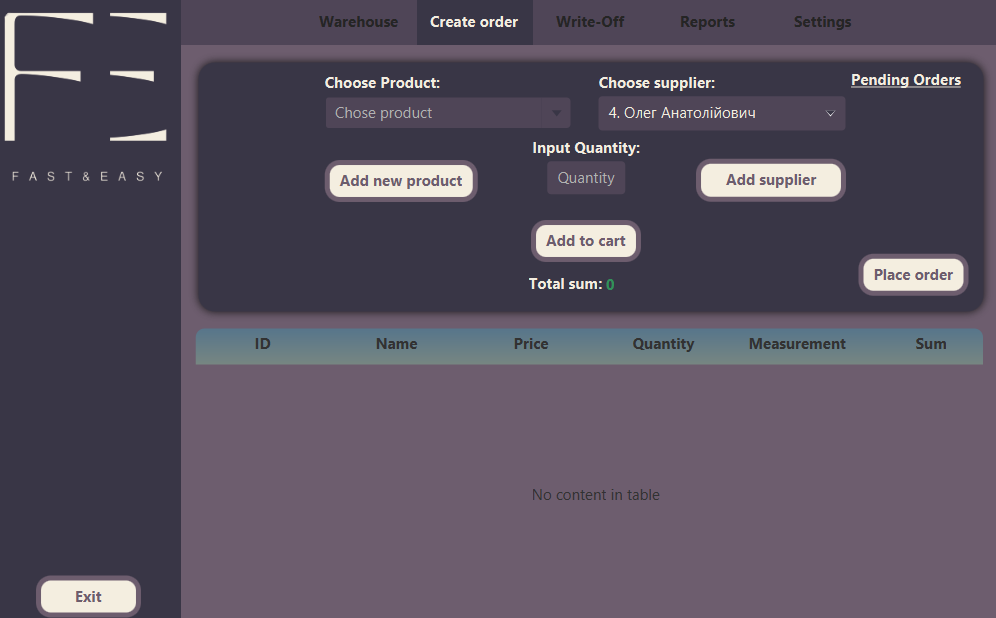 FE
FAST&EASY
Warehouse Create order Write-Off Reports Settings
Choose Product: Choose supplier: Pending Orders
Chose product 4. Олег Анатолійович
Input Quantity:
Add new product Quantity Add supplier
Add to cart
Total sum: 0 Place order
ID Name Price Quantity Measurement Sum
No content in table
Exit